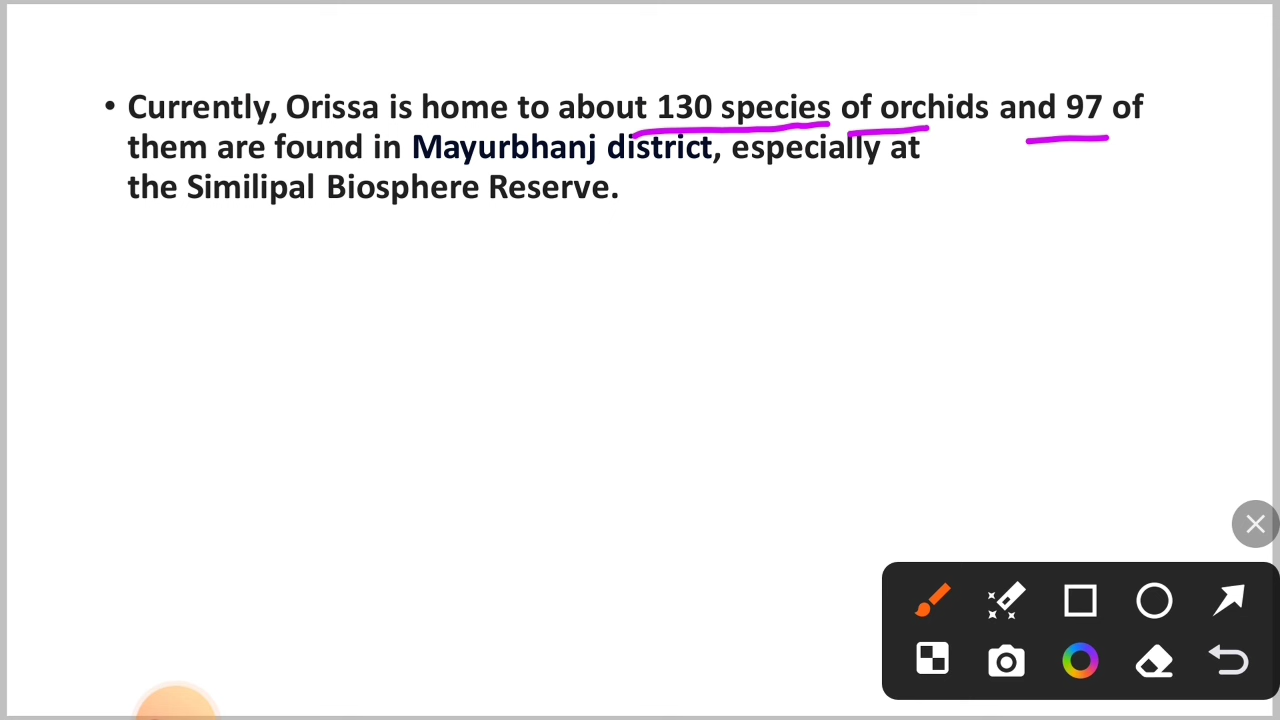 • Currently, Orissa is home to about 130 species of orchids and 97 of
them are found in Mayurbhanj district, especially at
the Similipal Biosphere Reserve.